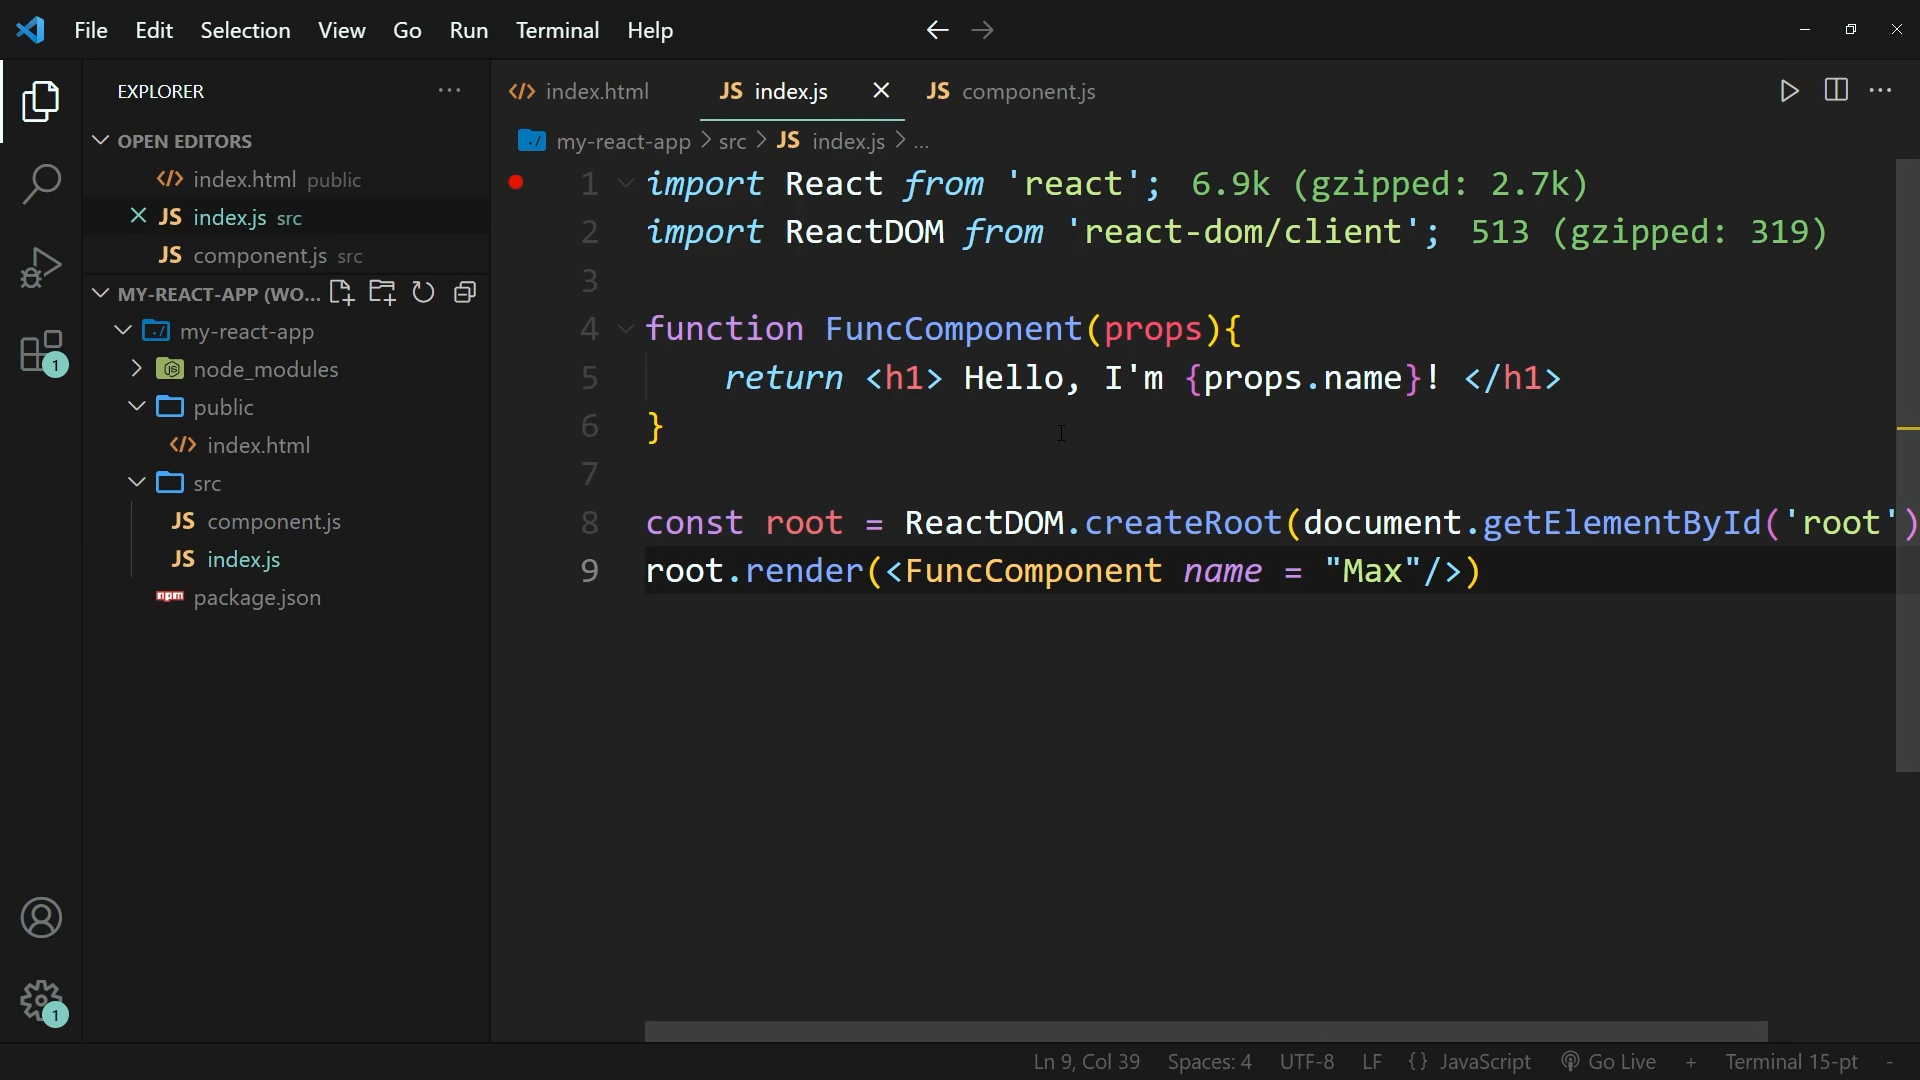 File Edit Selection View Go Run Terminal Help
EXPLORER
OPEN EDITORS
index.html public
JS index.js src
JS component.js src
MY-REACT-APP (WO...
my-react-app
node_modules
public
index.html
src
JS component.js
JS index.js
npm package.json
1
1
index.html JS index.js JS component.js
my-react-app > src > JS index.js > ...
1 import React from 'react'; 6.9k (gzipped: 2.7k)
2 import ReactDOM from 'react-dom/client'; 513 (gzipped: 319)
3
4 function FuncComponent(props){
5 return <h1> Hello, I'm {props.name}! </h1>
6 }
7
8 const root = ReactDOM.createRoot(document.getElementById('root')
9 root.render(<FuncComponent name = "Max"/>)
Ln 9, Col 39 Spaces: 4 UTF-8 LF {} JavaScript Go Live + Terminal 15-pt -